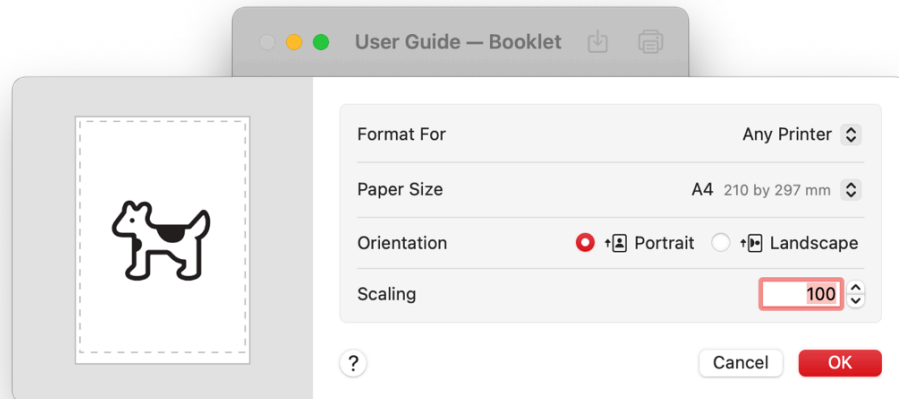 User Guide — Booklet
Format For Any Printer
Paper Size A4 210 by 297 mm
Orientation Portrait Landscape
Scaling 100
? Cancel OK